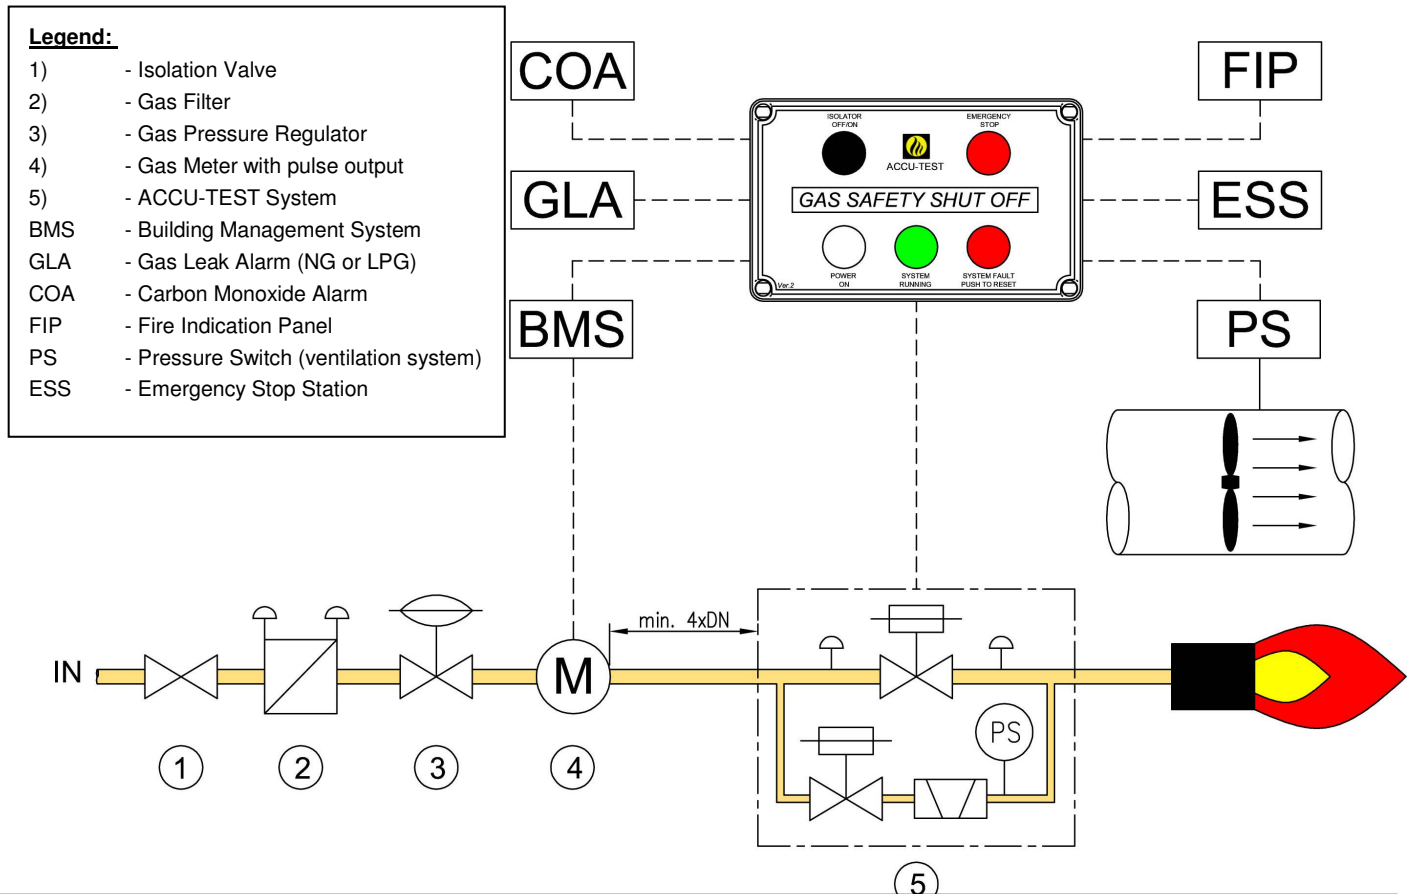 Legend:
1) - Isolation Valve
2) - Gas Filter
3) - Gas Pressure Regulator
4) - Gas Meter with pulse output
5) - ACCU-TEST System
BMS - Building Management System
GLA - Gas Leak Alarm (NG or LPG)
COA - Carbon Monoxide Alarm
FIP - Fire Indication Panel
PS - Pressure Switch (ventilation system)
ESS - Emergency Stop Station
COA
GLA
BMS
ISOLATOR
OFF/ON
EMERGENCY
STOP
ACCU-TEST
GAS SAFETY SHUT OFF
POWER
ON
SYSTEM
RUNNING
SYSTEM FAULT
PUSH TO RESET
Ver.2
FIP
ESS
PS
IN
M
min. 4xDN
PS
1
2
3
4
5